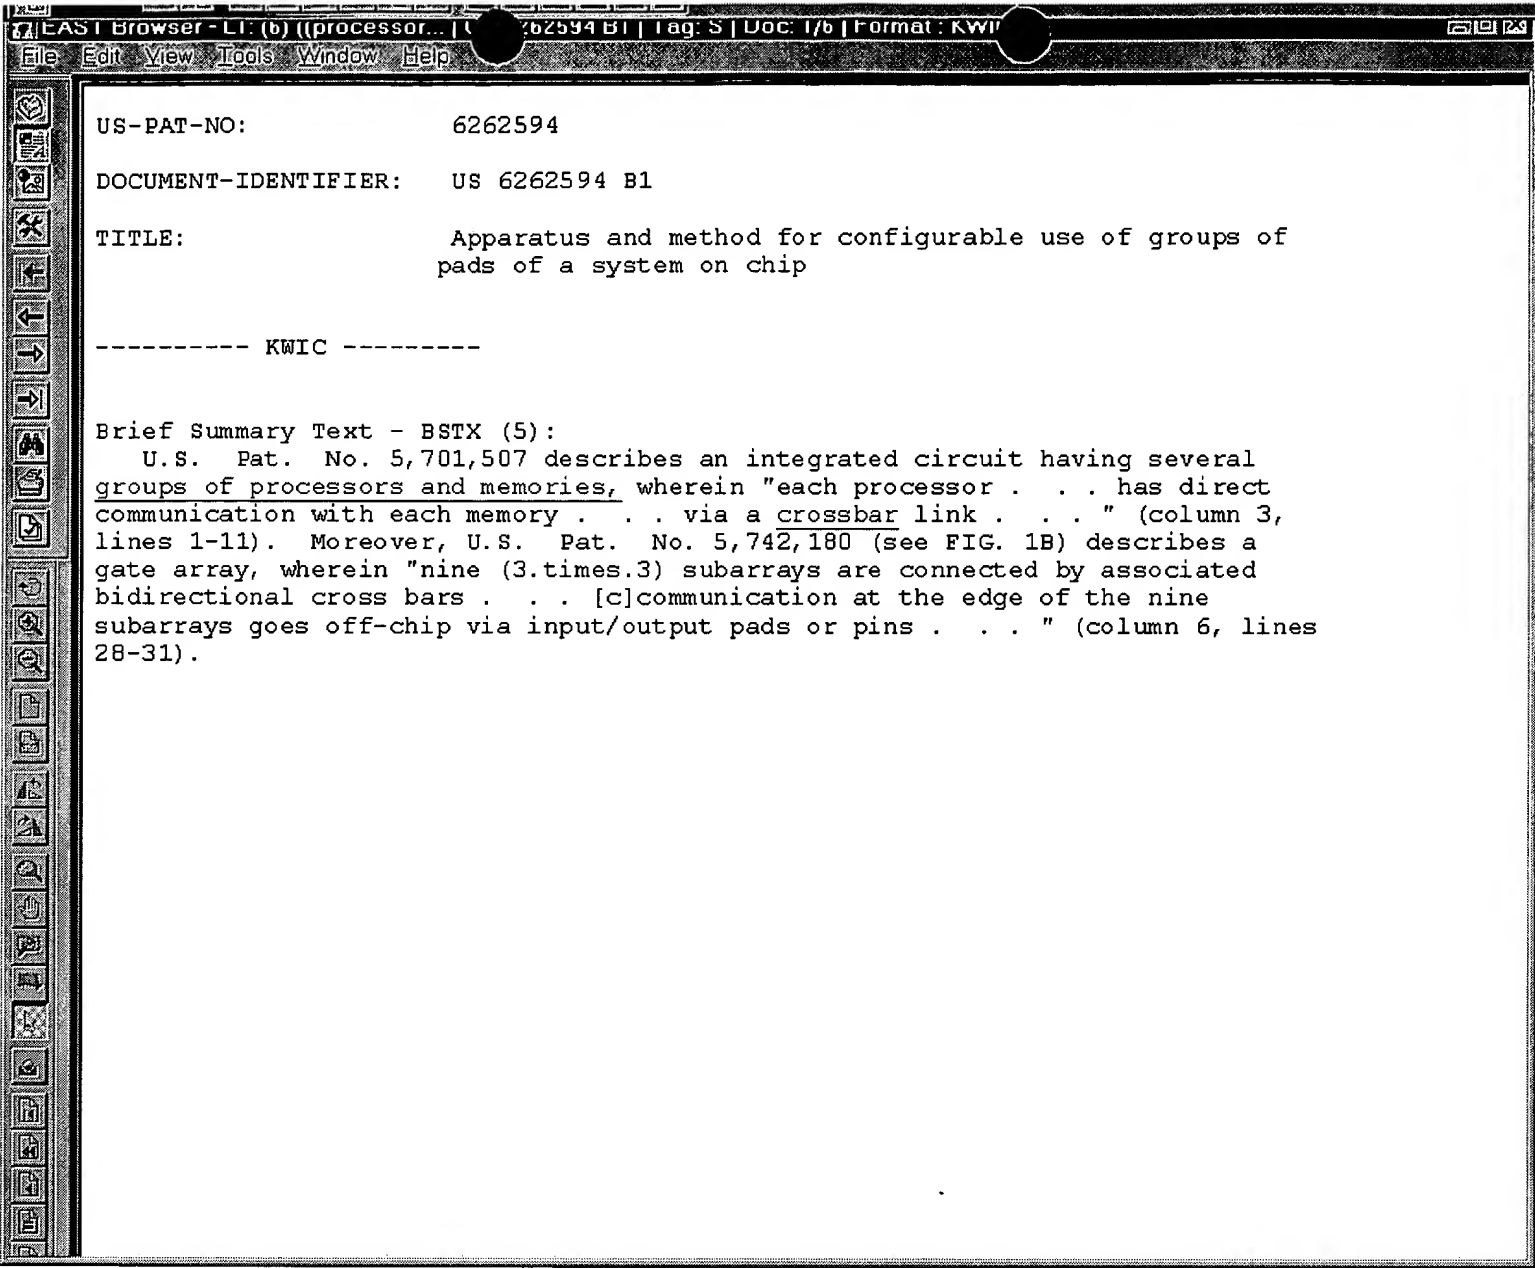 EAST Browser - L1: (6) ((processor... | 62594 B1 | Tag: S | Doc: 1/6 | Format : KWI
File Edit View Tools Window Help
US-PAT-NO: 6262594
DOCUMENT-IDENTIFIER: US 6262594 B1
TITLE: Apparatus and method for configurable use of groups of
pads of a system on chip
---------- KWIC ---------
Brief Summary Text - BSTX (5):
U.S. Pat. No. 5,701,507 describes an integrated circuit having several
groups of processors and memories, wherein "each processor . . . has direct
communication with each memory . . . via a crossbar link . . . " (column 3,
lines 1-11). Moreover, U.S. Pat. No. 5,742,180 (see FIG. 1B) describes a
gate array, wherein "nine (3.times.3) subarrays are connected by associated
bidirectional cross bars . . . [c]communication at the edge of the nine
subarrays goes off-chip via input/output pads or pins . . . " (column 6, lines
28-31).